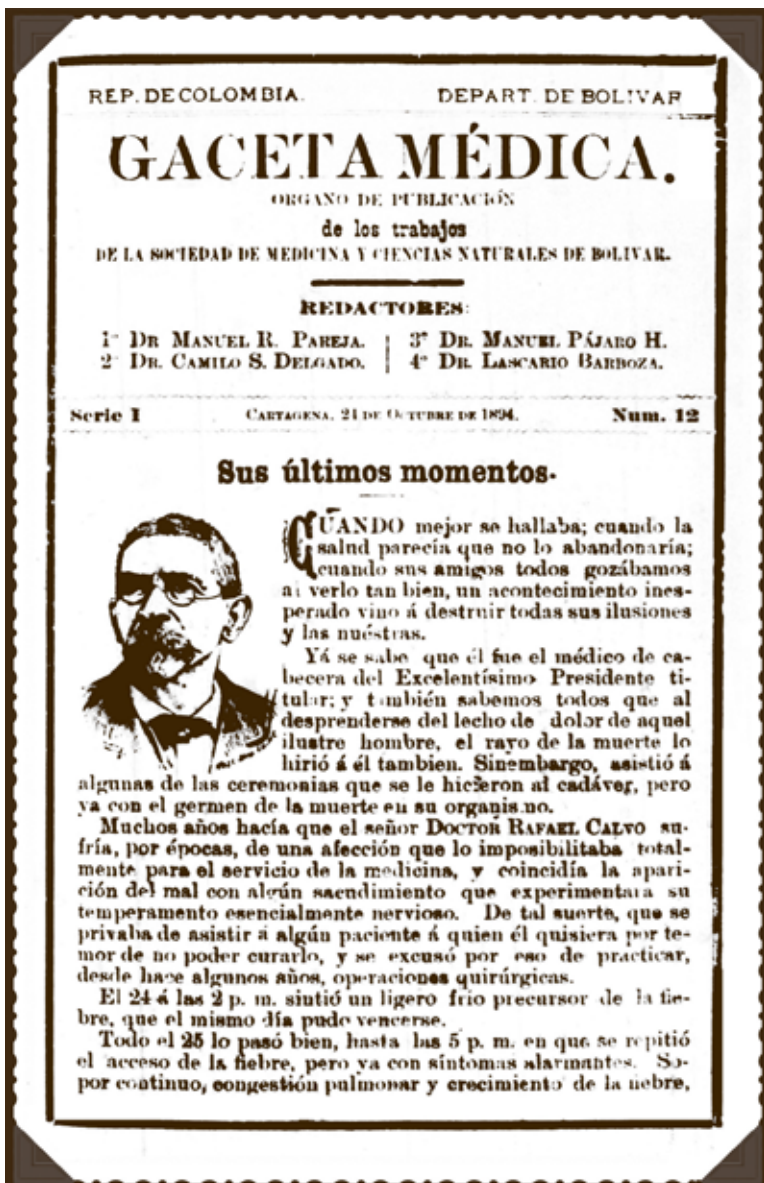 REP. DE COLOMBIA. DEPART. DE BOLIVAR
GACETA MÉDICA.
ORGANO DE PUBLICACIÓN
de los trabajos
DE LA SOCIEDAD DE MEDICINA Y CIENCIAS NATURALES DE BOLIVAR.
REDACTORES:
1º DR MANUEL R. PAREJA. 3º DR. MANUEL PÁJARO H.
2º DR. CAMILO S. DELGADO. 4º DR. LASCARIO BARBOZA.
Serie I CARTAGENA, 24 DE OCTUBRE DE 1894. Num. 12
Sus últimos momentos.
CUANDO mejor se hallaba; cuando la
salud parecía que no lo abandonaría;
cuando sus amigos todos gozábamos
al verlo tan bien, un acontecimiento ines-
perado vino á destruir todas sus ilusiones
y las nuéstras.
Yá se sabe que él fue el médico de ca-
becera del Excelentísimo Presidente ti-
tular; y también sabemos todos que al
desprenderse del lecho de dolor de aquel
ilustre hombre, el rayo de la muerte lo
hirió á él tambien. Sinembargo, asistió á
algunas de las ceremonias que se le hicieron al cadáver, pero
ya con el germen de la muerte en su organismo.
Muchos años hacía que el señor DOCTOR RAFAEL CALVO su-
fría, por épocas, de una afección que lo imposibilitaba total-
mente para el servicio de la medicina, y coincidía la apari-
ción del mal con algún sacudimiento que experimentara su
temperamento esencialmente nervioso. De tal suerte, que se
privaba de asistir á algún paciente á quien él quisiera por te-
mor de no poder curarlo, y se excusó por eso de practicar,
desde hace algunos años, operaciones quirúrgicas.
El 24 á las 2 p. m. sintió un ligero frio precursor de la fie-
bre, que el mismo día pudo vencerse.
Todo el 25 lo pasó bien, hasta las 5 p. m. en que se repitió
el acceso de la fiebre, pero ya con síntomas alarmantes. So-
por continuo, congestión pulmonar y crecimiento de la fiebre,